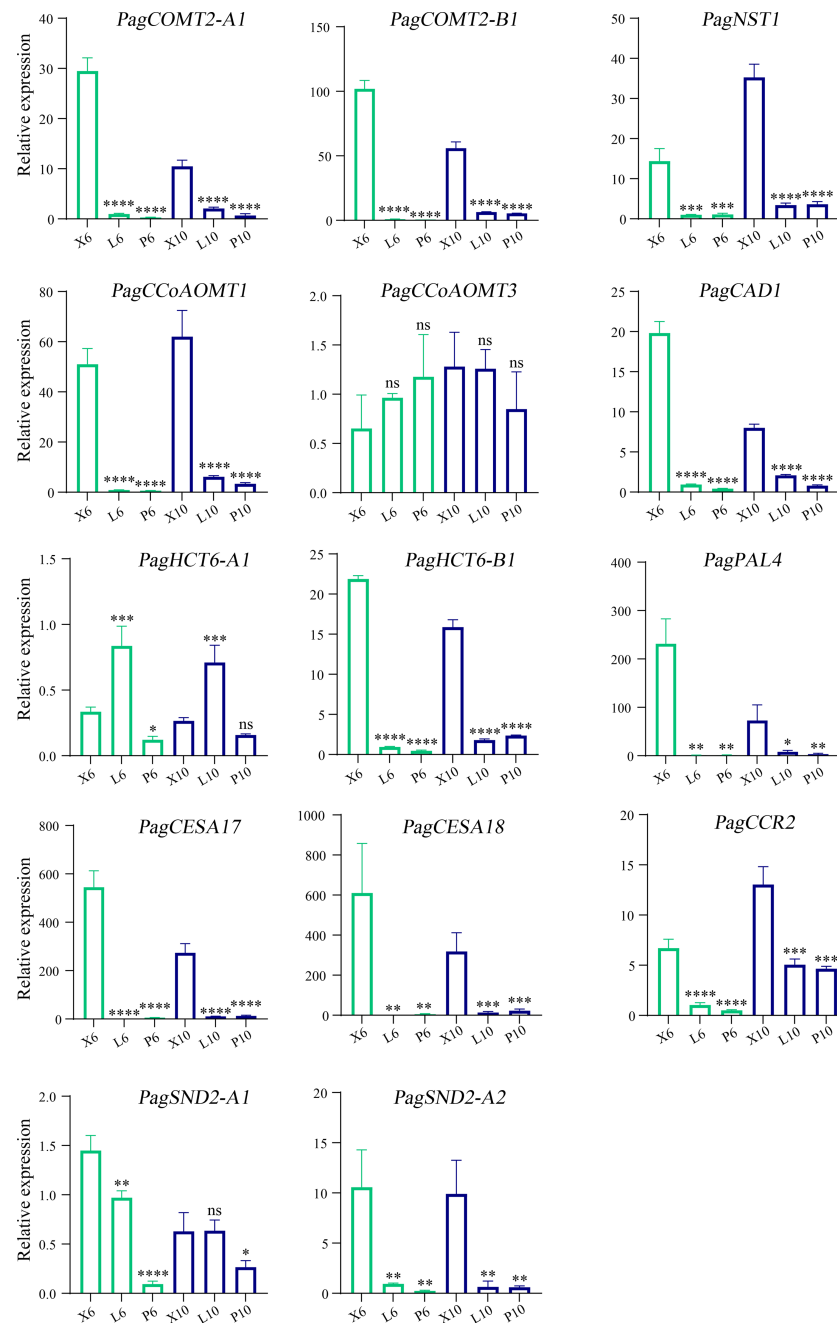 PagCOMT2-A1
Relative expression
40
30
20
10
0
**** **** **** ****
X6 L6 P6 X10 L10 P10
PagCOMT2-B1
150
100
50
0
**** **** **** ****
X6 L6 P6 X10 L10 P10
PagNST1
50
40
30
20
10
0
*** *** **** ****
X6 L6 P6 X10 L10 P10
PagCCoAOMT1
Relative expression
80
60
40
20
0
**** **** **** ****
X6 L6 P6 X10 L10 P10
PagCCoAOMT3
2.0
1.5
1.0
0.5
0.0
ns ns ns ns
X6 L6 P6 X10 L10 P10
PagCAD1
25
20
15
10
5
0
**** **** **** ****
X6 L6 P6 X10 L10 P10
PagHCT6-A1
Relative expression
1.5
1.0
0.5
0.0
*** * *** ns
X6 L6 P6 X10 L10 P10
PagHCT6-B1
25
20
15
10
5
0
**** **** **** ****
X6 L6 P6 X10 L10 P10
PagPAL4
400
300
200
100
0
** ** * **
X6 L6 P6 X10 L10 P10
PagCESA17
Relative expression
800
600
400
200
0
**** **** **** ****
X6 L6 P6 X10 L10 P10
PagCESA18
1000
800
600
400
200
0
** ** *** ***
X6 L6 P6 X10 L10 P10
PagCCR2
20
15
10
5
0
**** **** *** ***
X6 L6 P6 X10 L10 P10
PagSND2-A1
Relative expression
2.0
1.5
1.0
0.5
0.0
** **** ns *
X6 L6 P6 X10 L10 P10
PagSND2-A2
20
15
10
5
0
** ** ** **
X6 L6 P6 X10 L10 P10